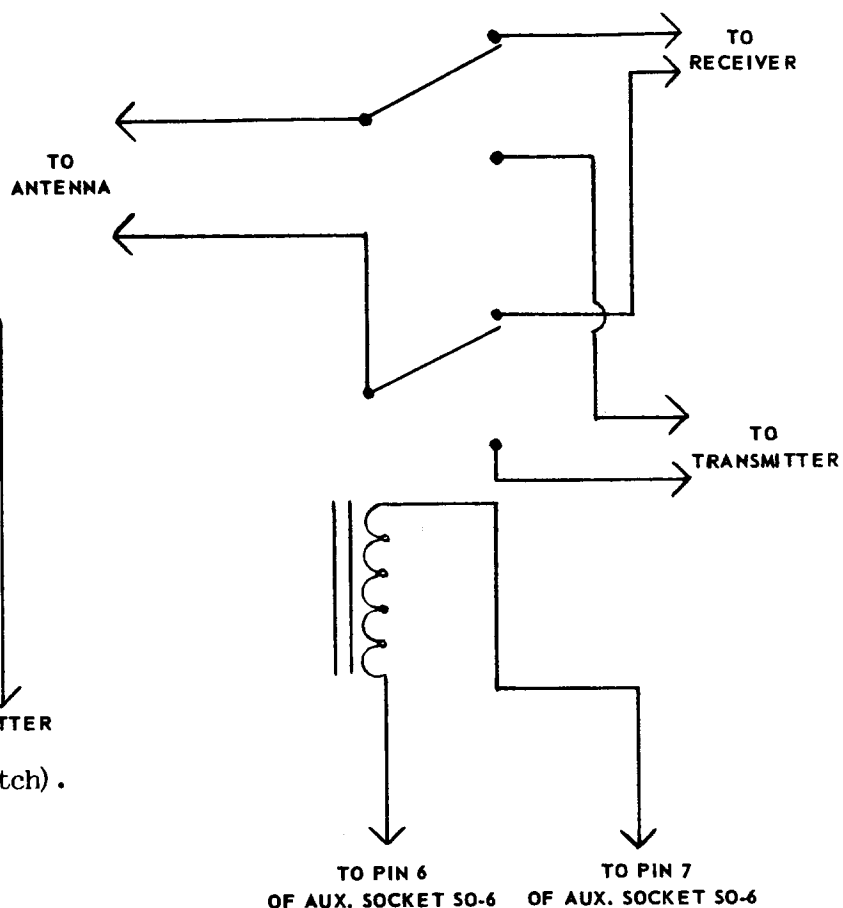 TO
RECEIVER
TO
ANTENNA
TO
TRANSMITTER
TTER
tch).
TO PIN 6
OF AUX. SOCKET SO-6
TO PIN 7
OF AUX. SOCKET SO-6